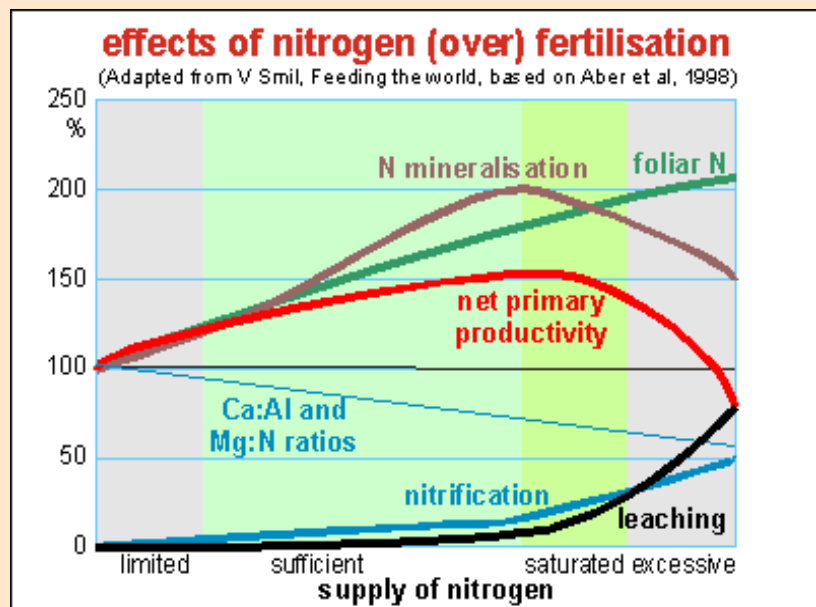 effects of nitrogen (over) fertilisation
(Adapted from V Smil, Feeding the world, based on Aber et al, 1998)
250
%
200
150
100
50
0
N mineralisation
foliar N
net primary
productivity
Ca:Al and
Mg:N ratios
nitrification
leaching
limited
sufficient
saturated
excessive
supply of nitrogen